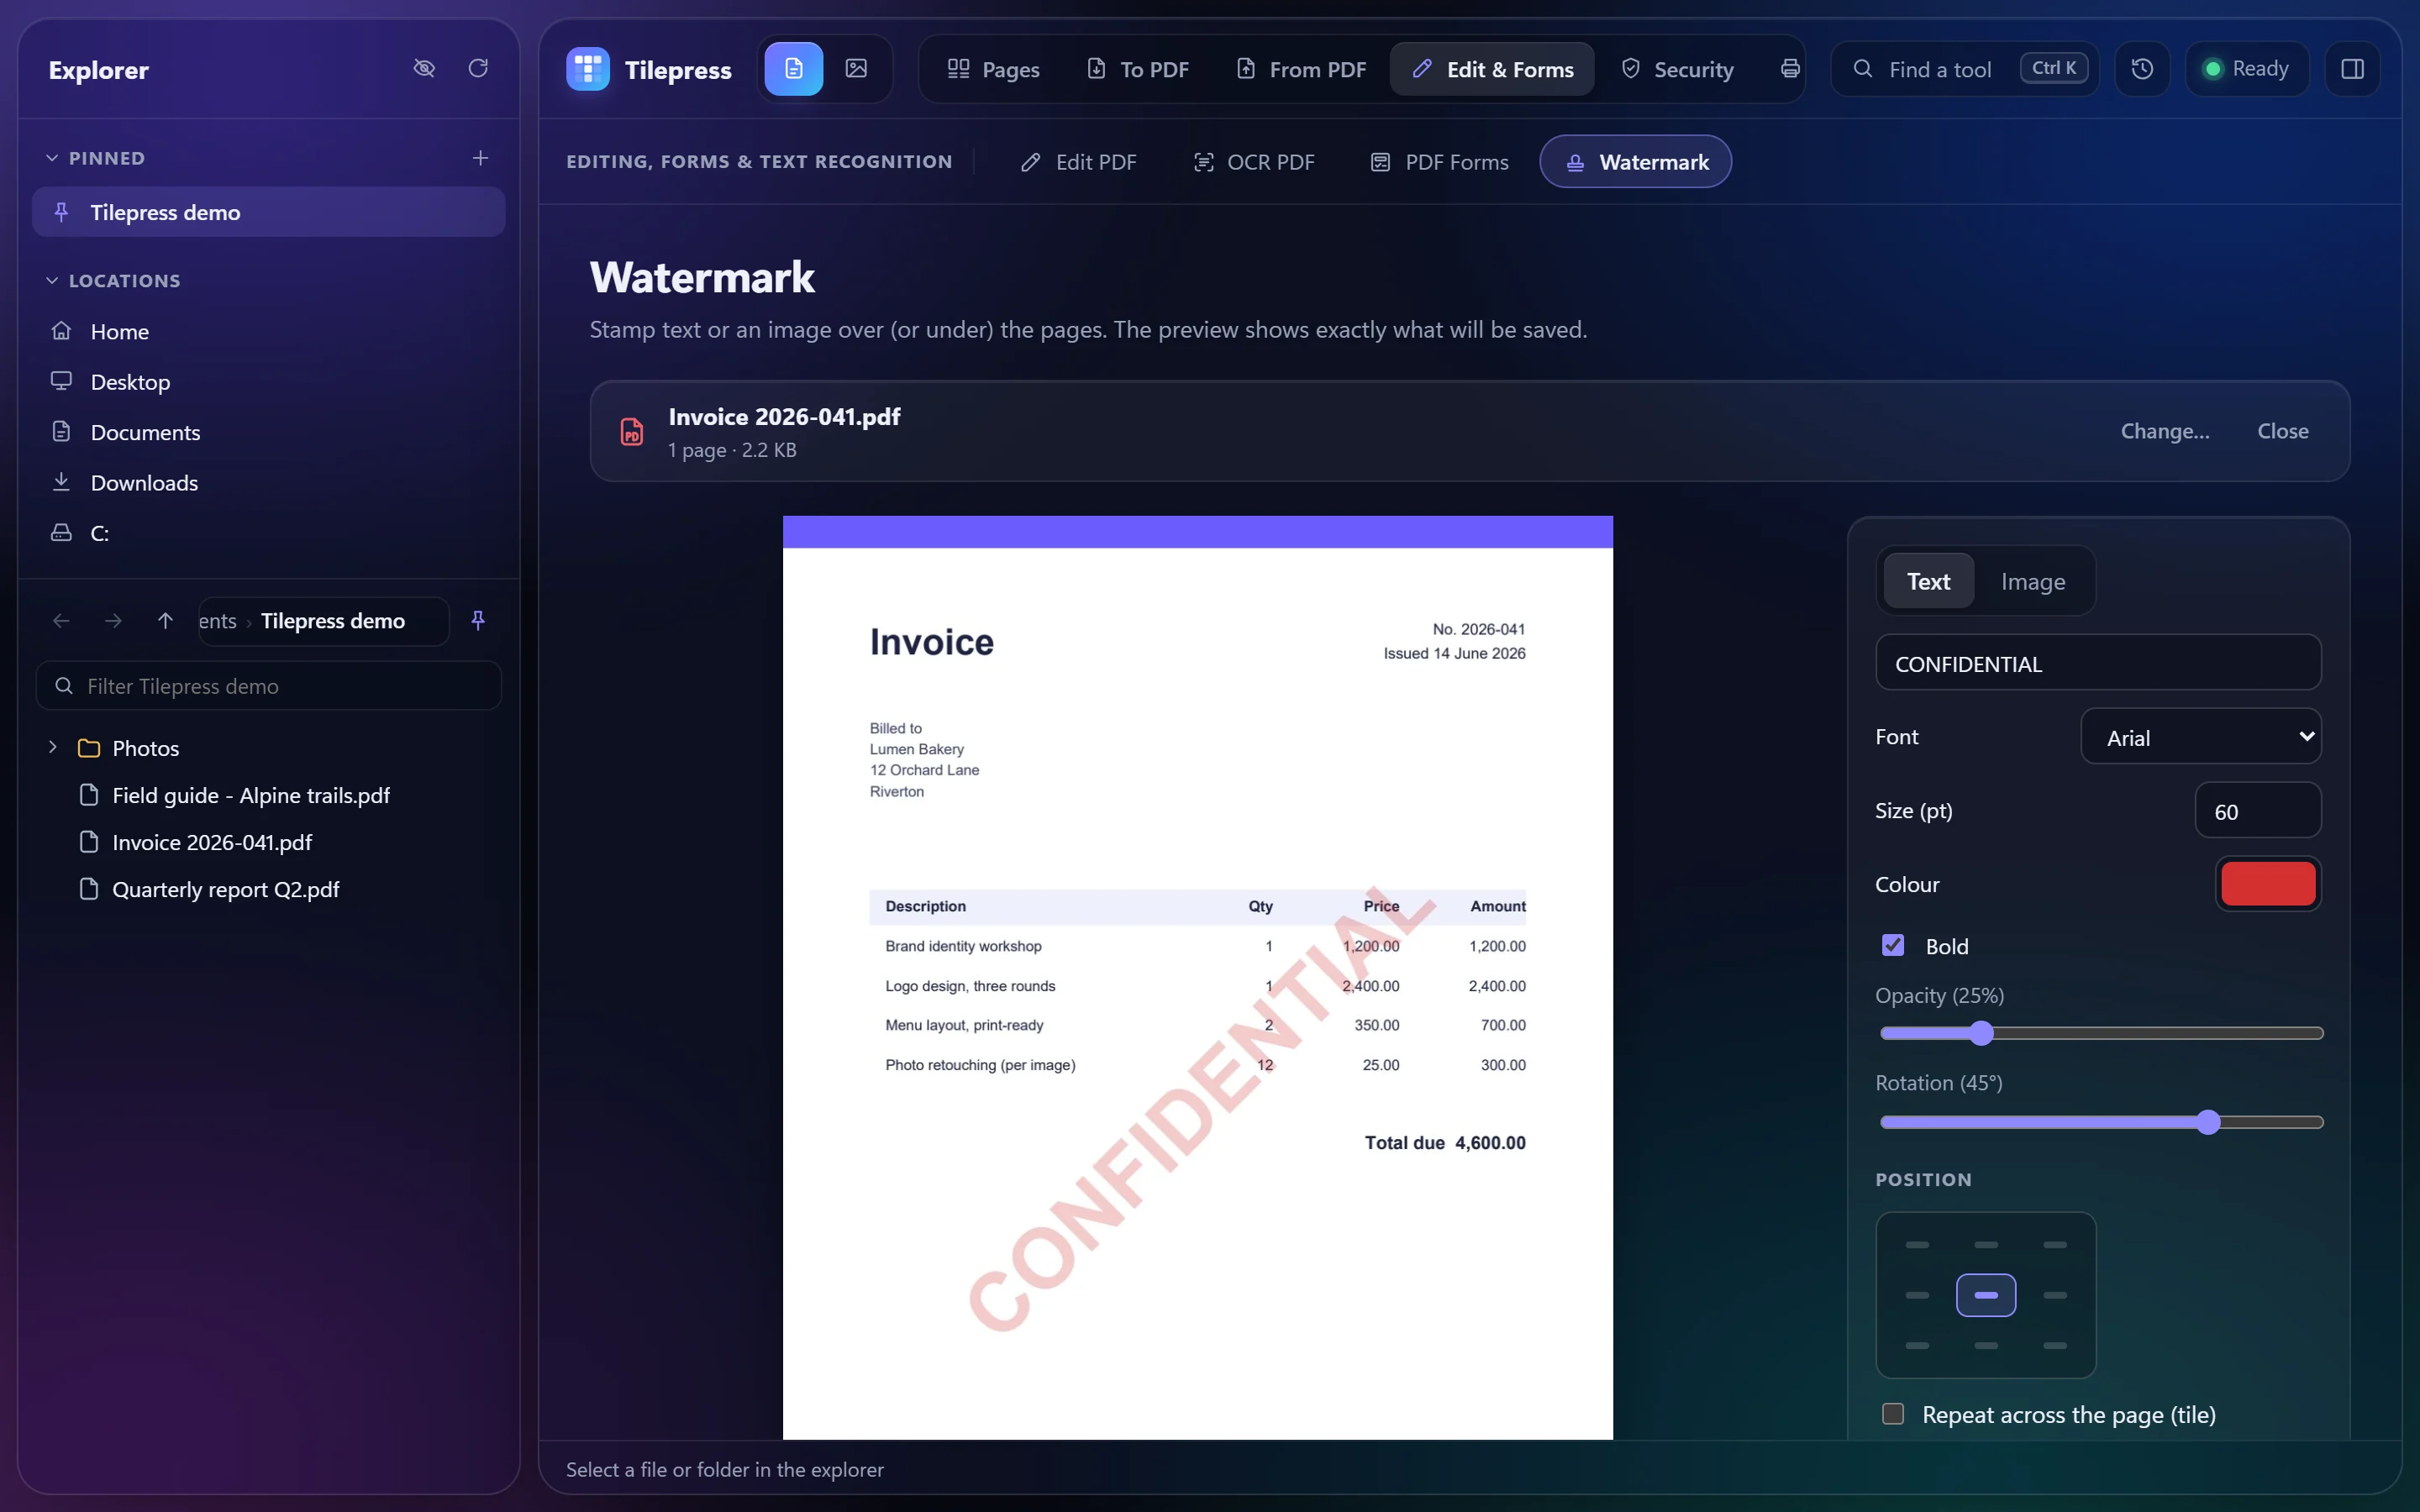 Explorer
PINNED
Tilepress demo
LOCATIONS
Home
Desktop
Documents
Downloads
C:
ents › Tilepress demo
Filter Tilepress demo
Photos
Field guide - Alpine trails.pdf
Invoice 2026-041.pdf
Quarterly report Q2.pdf
Tilepress
Pages
To PDF
From PDF
Edit & Forms
Security
Find a tool
Ctrl K
Ready
EDITING, FORMS & TEXT RECOGNITION
Edit PDF
OCR PDF
PDF Forms
Watermark
Watermark
Stamp text or an image over (or under) the pages. The preview shows exactly what will be saved.
PD
Invoice 2026-041.pdf
1 page · 2.2 KB
Change...
Close
Invoice
No. 2026-041
Issued 14 June 2026
Billed to
Lumen Bakery
12 Orchard Lane
Riverton
Description Qty Price Amount
Brand identity workshop 1 1,200.00 1,200.00
Logo design, three rounds 1 2,400.00 2,400.00
Menu layout, print-ready 2 350.00 700.00
Photo retouching (per image) 12 25.00 300.00
Total due 4,600.00
CONFIDENTIAL
Text
Image
CONFIDENTIAL
Font
Arial
Size (pt)
60
Colour
Bold
Opacity (25%)
Rotation (45°)
POSITION
Repeat across the page (tile)
Select a file or folder in the explorer